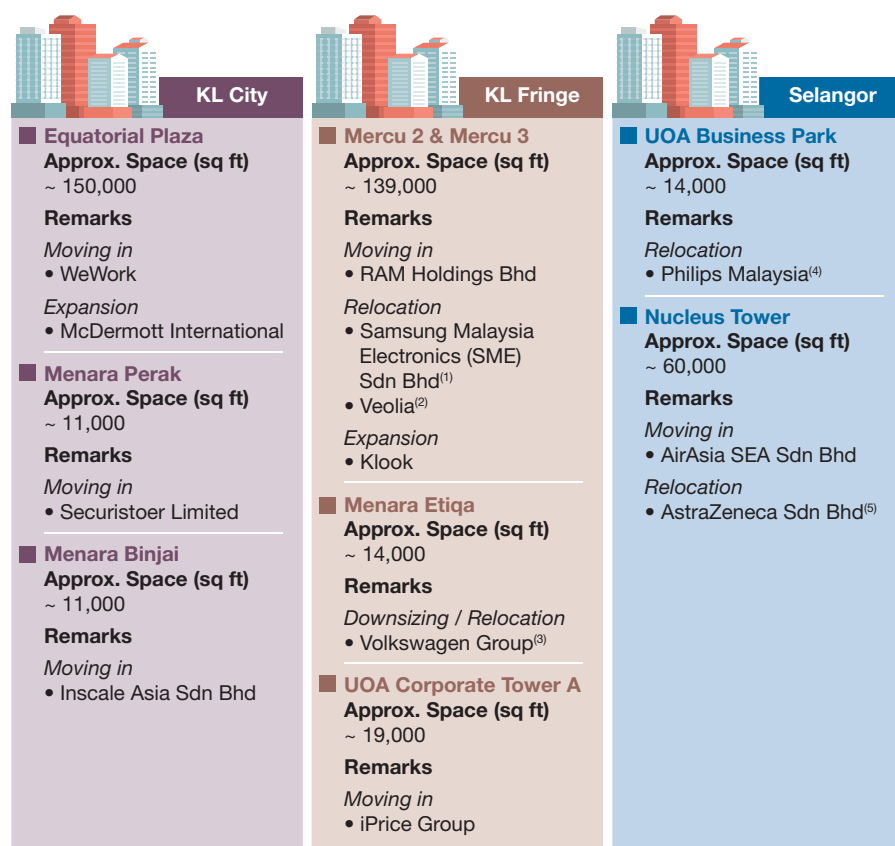 KL City
■ Equatorial Plaza
Approx. Space (sq ft)
~ 150,000
Remarks
Moving in
• WeWork
Expansion
• McDermott International
■ Menara Perak
Approx. Space (sq ft)
~ 11,000
Remarks
Moving in
• Securistoer Limited
■ Menara Binjai
Approx. Space (sq ft)
~ 11,000
Remarks
Moving in
• Inscale Asia Sdn Bhd
KL Fringe
■ Mercu 2 & Mercu 3
Approx. Space (sq ft)
~ 139,000
Remarks
Moving in
• RAM Holdings Bhd
Relocation
• Samsung Malaysia
Electronics (SME)
Sdn Bhd(1)
• Veolia(2)
Expansion
• Klook
■ Menara Etiqa
Approx. Space (sq ft)
~ 14,000
Remarks
Downsizing / Relocation
• Volkswagen Group(3)
■ UOA Corporate Tower A
Approx. Space (sq ft)
~ 19,000
Remarks
Moving in
• iPrice Group
Selangor
■ UOA Business Park
Approx. Space (sq ft)
~ 14,000
Remarks
Relocation
• Philips Malaysia(4)
■ Nucleus Tower
Approx. Space (sq ft)
~ 60,000
Remarks
Moving in
• AirAsia SEA Sdn Bhd
Relocation
• AstraZeneca Sdn Bhd(5)